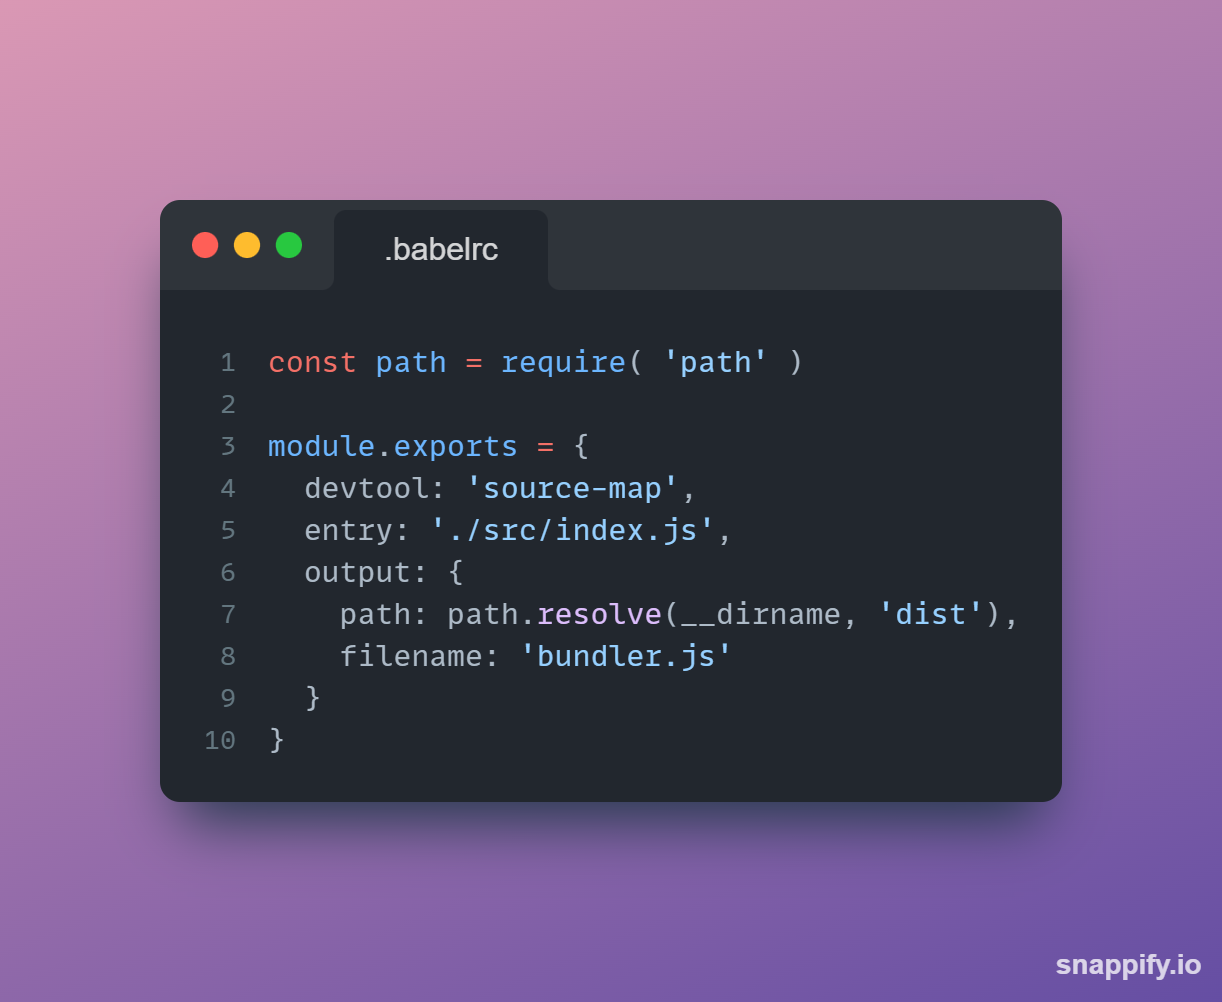 .babelrc
1 const path = require( 'path' )
2
3 module.exports = {
4   devtool: 'source-map',
5   entry: './src/index.js',
6   output: {
7     path: path.resolve(__dirname, 'dist'),
8     filename: 'bundler.js'
9   }
10 }
snappify.io